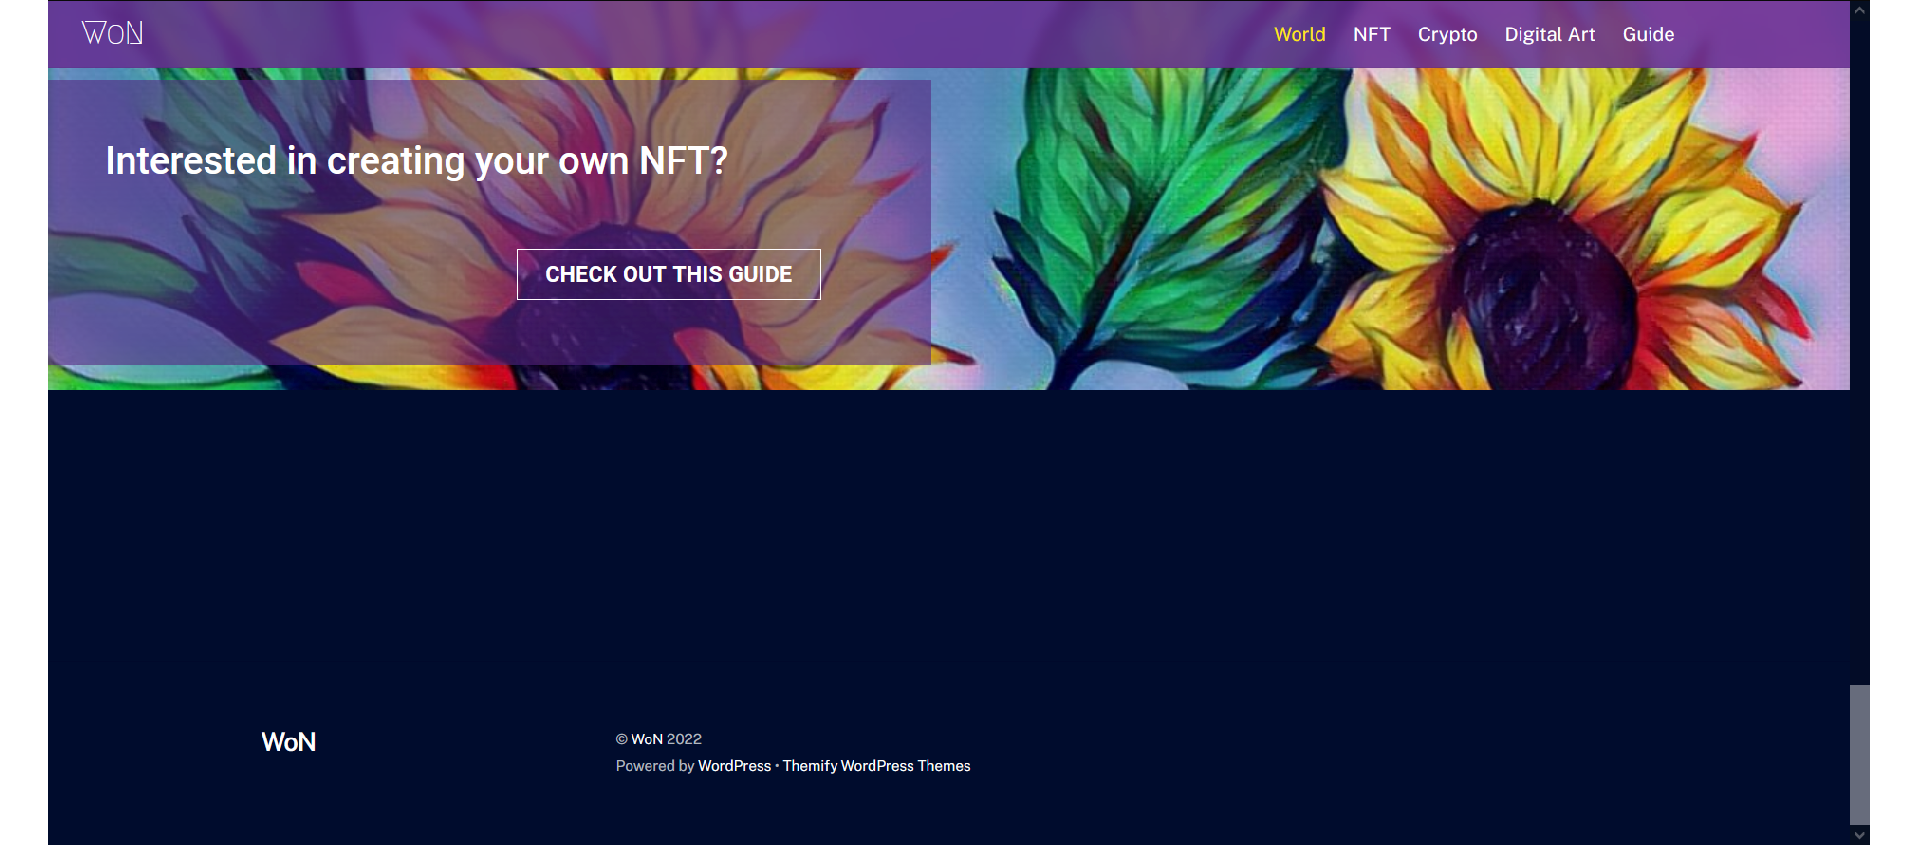 WoN
World NFT Crypto Digital Art Guide
Interested in creating your own NFT?
CHECK OUT THIS GUIDE
WoN
© WoN 2022
Powered by WordPress • Themify WordPress Themes